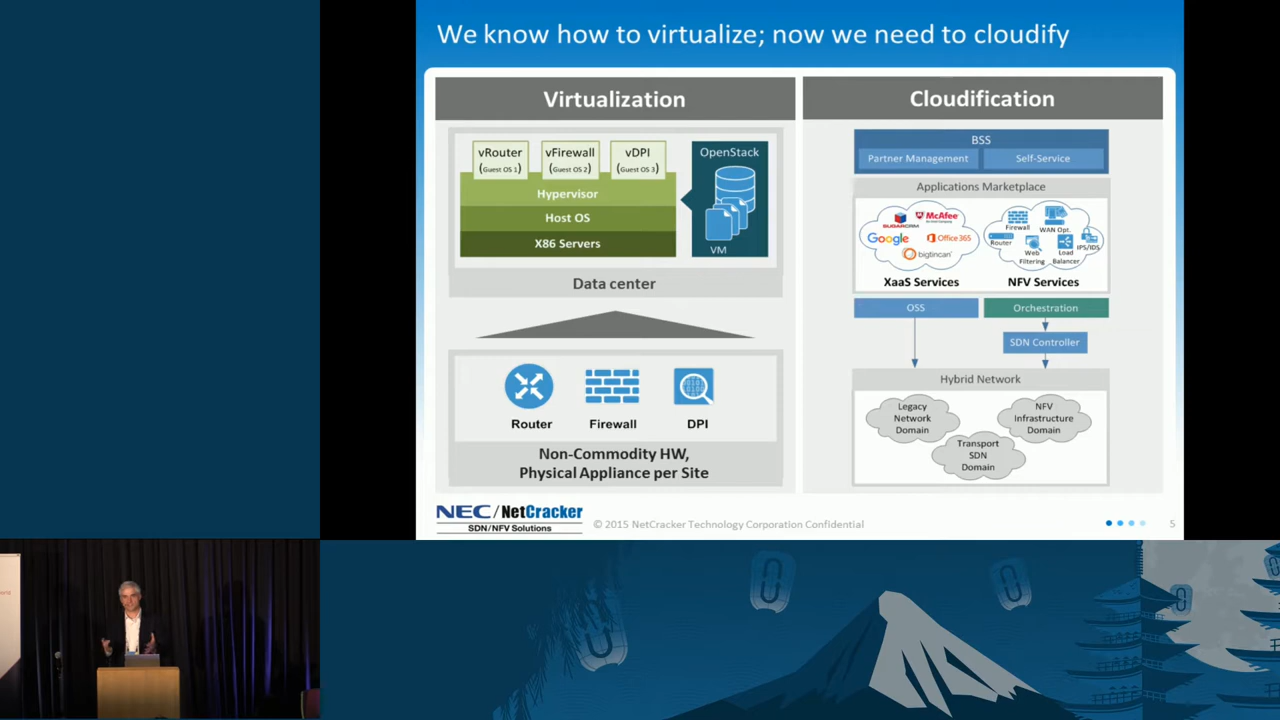 We know how to virtualize; now we need to cloudify
Virtualization
vRouter
(Guest OS 1)
vFirewall
(Guest OS 2)
vDPI
(Guest OS 3)
Hypervisor
Host OS
X86 Servers
OpenStack
VM
Data center
Router
Firewall
DPI
Non-Commodity HW,
Physical Appliance per Site
Cloudification
BSS
Partner Management
Self-Service
Applications Marketplace
SUGARCRM
McAfee
Google
Office 365
bigtincan
XaaS Services
Firewall
WAN Opt.
Router
Web
Filtering
Load
Balancer
IPS/IDS
NFV Services
OSS
Orchestration
SDN Controller
Hybrid Network
Legacy
Network
Domain
NFV
Infrastructure
Domain
Transport
SDN
Domain
NEC/NetCracker
SDN/NFV Solutions
© 2015 NetCracker Technology Corporation Confidential
5